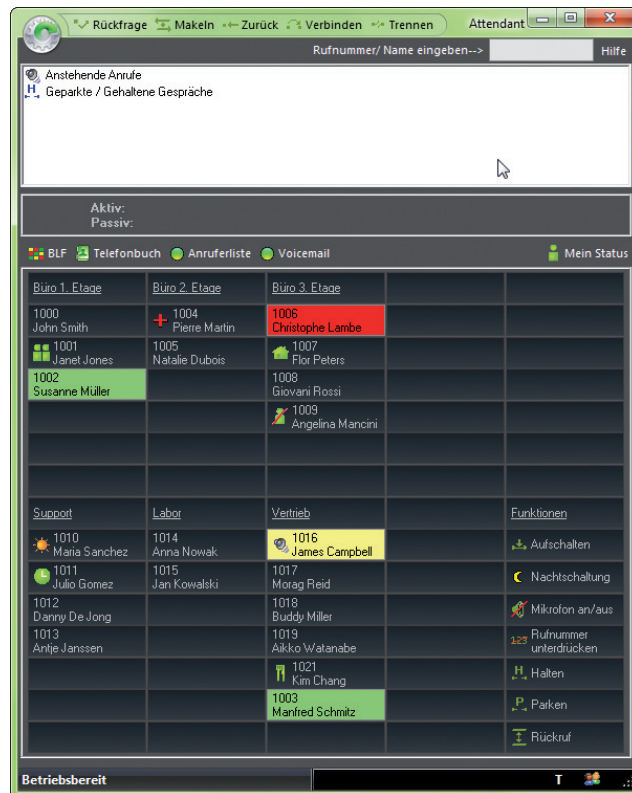 Rückfrage Makeln Zurück Verbinden Trennen Attendant
Rufnummer/ Name eingeben--> Hilfe
Anstehende Anrufe
H Geparkte / Gehaltene Gespräche
Aktiv:
Passiv:
BLF Telefonbuch Anruferliste Voicemail Mein Status
Büro 1. Etage Büro 2. Etage Büro 3. Etage
1000 1004 1006
John Smith Pierre Martin Christophe Lambe
1001 1005 1007
Janet Jones Natalie Dubois Flor Peters
1002 1008
Susanne Müller Giovani Rossi
1009
Angelina Mancini
Support Labor Vertrieb Funktionen
1010 1014 1016 Aufschalten
Maria Sanchez Anna Nowak James Campbell
1011 1015 1017 Nachtschaltung
Julio Gomez Jan Kowalski Morag Reid
1012 1018 Mikrofon an/aus
Danny De Jong Buddy Miller
1013 1019 123 Rufnummer
Antje Janssen Aikko Watanabe unterdrücken
1021 H Halten
Kim Chang
1003 P Parken
Manfred Schmitz
Rückruf
Betriebsbereit T